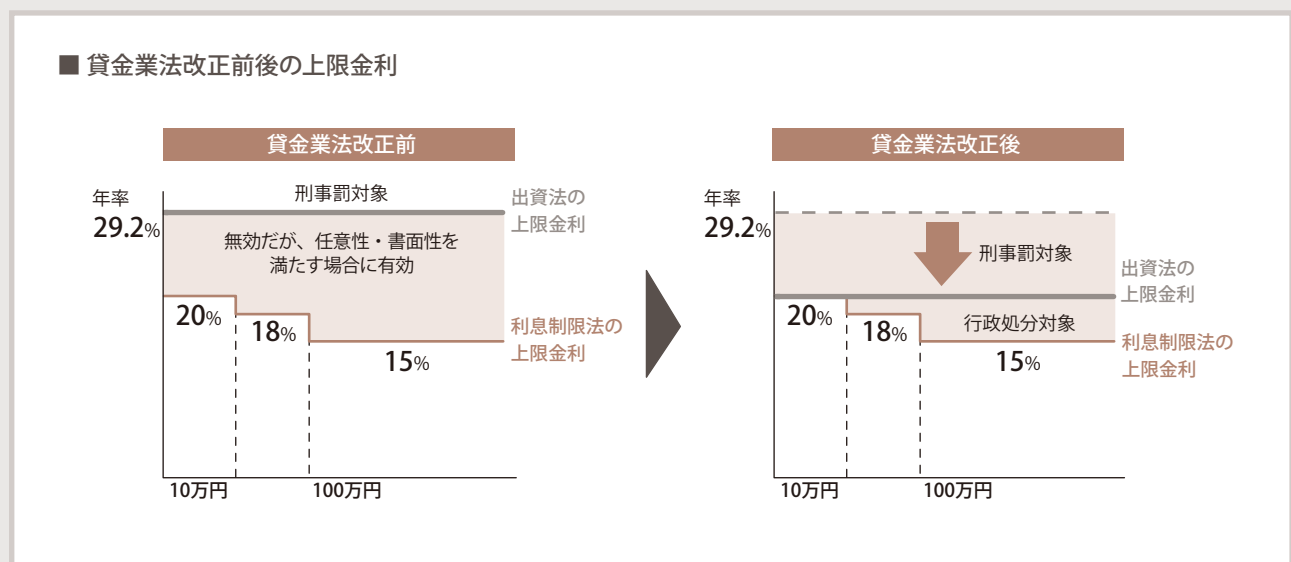 ■ 貸金業法改正前後の上限金利
貸金業法改正前
年率
29.2%
刑事罰対象
出資法の
上限金利
無効だが、任意性・書面性を
満たす場合に有効
20%
18%
15%
利息制限法の
上限金利
10万円
100万円
貸金業法改正後
年率
29.2%
刑事罰対象
出資法の
上限金利
行政処分対象
20%
18%
15%
利息制限法の
上限金利
10万円
100万円